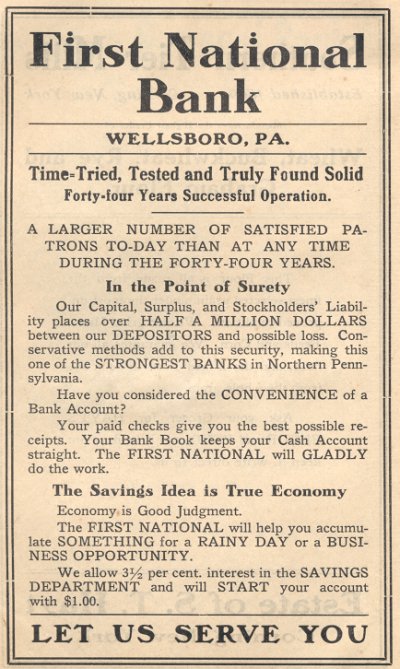 First National
Bank
WELLSBORO, PA.
Time-Tried, Tested and Truly Found Solid
Forty-four Years Successful Operation.
A LARGER NUMBER OF SATISFIED PA-
TRONS TO-DAY THAN AT ANY TIME
DURING THE FORTY-FOUR YEARS.
In the Point of Surety
Our Capital, Surplus, and Stockholders' Liabil-
ity places over HALF A MILLION DOLLARS
between our DEPOSITORS and possible loss. Con-
servative methods add to this security, making this
one of the STRONGEST BANKS in Northern Penn-
sylvania.
Have you considered the CONVENIENCE of a
Bank Account?
Your paid checks give you the best possible re-
ceipts. Your Bank Book keeps your Cash Account
straight. The FIRST NATIONAL will GLADLY
do the work.
The Savings Idea is True Economy
Economy is Good Judgment.
The FIRST NATIONAL will help you accumu-
late SOMETHING for a RAINY DAY or a BUSI-
NESS OPPORTUNITY.
We allow 3½ per cent. interest in the SAVINGS
DEPARTMENT and will START your account
with $1.00.
LET US SERVE YOU